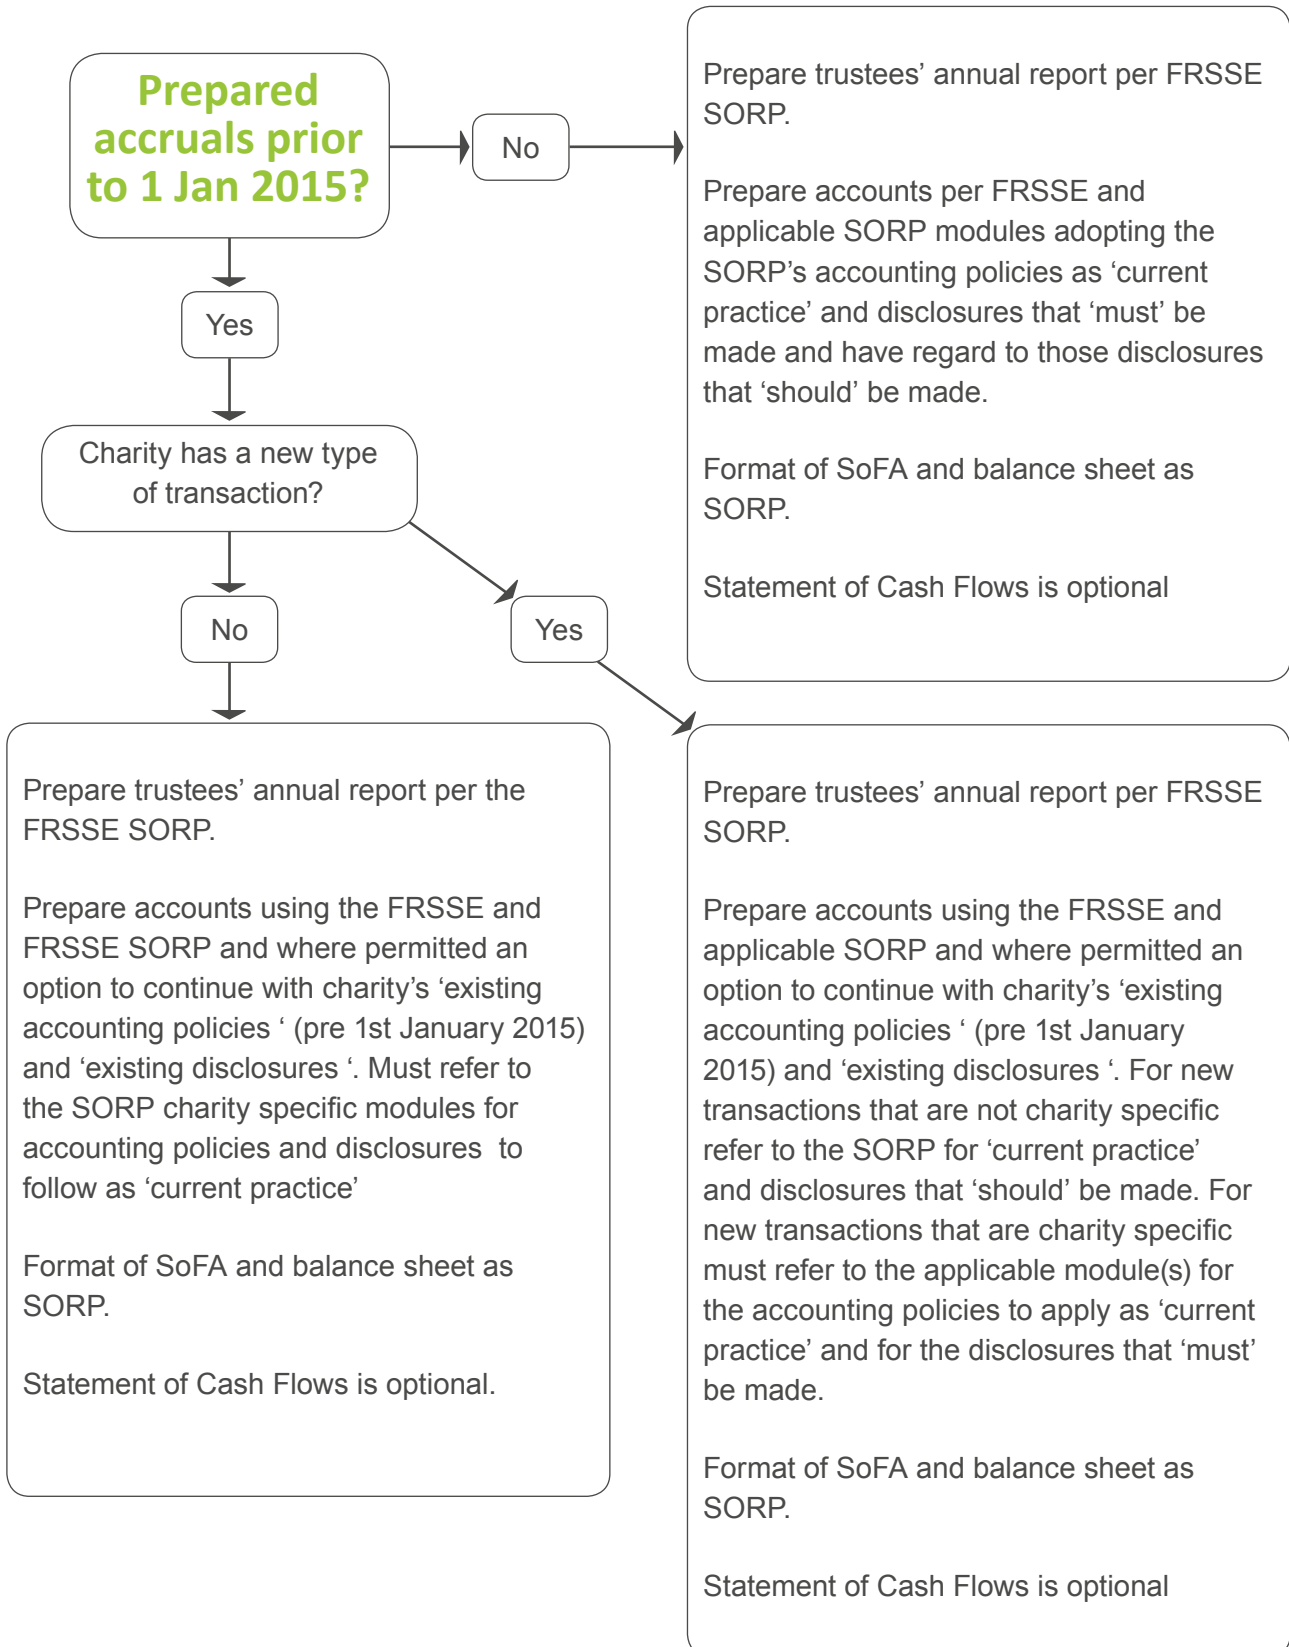 Prepared
accruals prior
to 1 Jan 2015?
No
Prepare trustees’ annual report per FRSSE
SORP.
Prepare accounts per FRSSE and
applicable SORP modules adopting the
SORP’s accounting policies as ‘current
practice’ and disclosures that ‘must’ be
made and have regard to those disclosures
that ‘should’ be made.
Format of SoFA and balance sheet as
SORP.
Statement of Cash Flows is optional
Yes
Charity has a new type
of transaction?
No
Yes
Prepare trustees’ annual report per the
FRSSE SORP.
Prepare accounts using the FRSSE and
FRSSE SORP and where permitted an
option to continue with charity’s ‘existing
accounting policies ‘ (pre 1st January 2015)
and ‘existing disclosures ‘. Must refer to
the SORP charity specific modules for
accounting policies and disclosures  to
follow as ‘current practice’
Format of SoFA and balance sheet as
SORP.
Statement of Cash Flows is optional.
Prepare trustees’ annual report per FRSSE
SORP.
Prepare accounts using the FRSSE and
applicable SORP and where permitted an
option to continue with charity’s ‘existing
accounting policies ‘ (pre 1st January
2015) and ‘existing disclosures ‘. For new
transactions that are not charity specific
refer to the SORP for ‘current practice’
and disclosures that ‘should’ be made. For
new transactions that are charity specific
must refer to the applicable module(s) for
the accounting policies to apply as ‘current
practice’ and for the disclosures that ‘must’
be made.
Format of SoFA and balance sheet as
SORP.
Statement of Cash Flows is optional